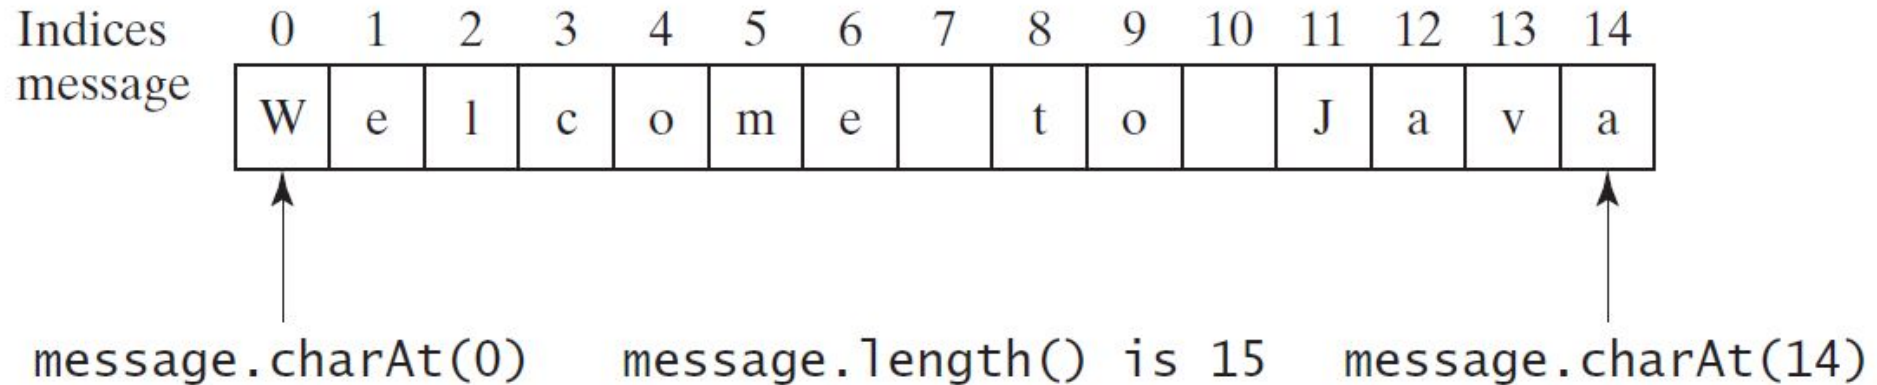 Indices 0 1 2 3 4 5 6 7 8 9 10 11 12 13 14
message W e l c o m e t o J a v a
message.charAt(0) message.length() is 15 message.charAt(14)